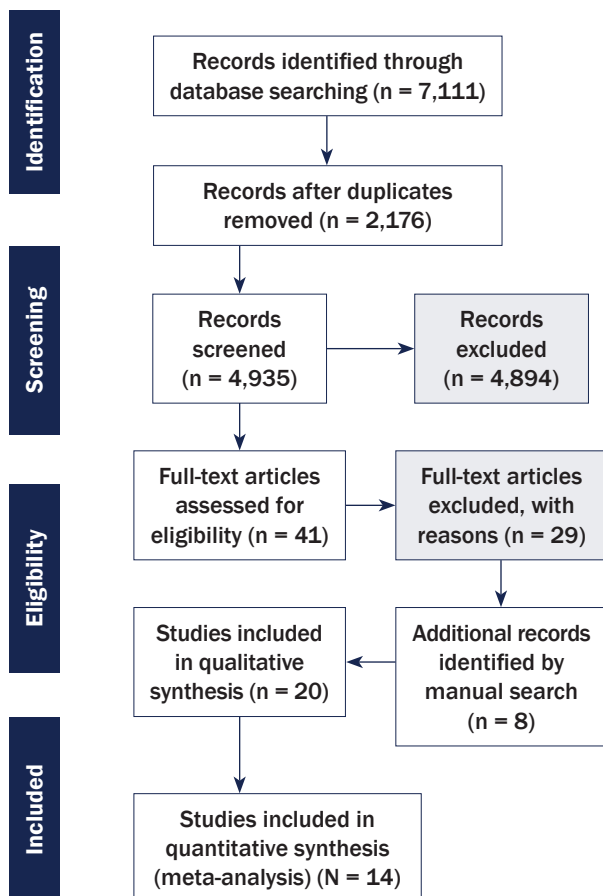 Identification
Records identified through
database searching (n = 7,111)
Records after duplicates
removed (n = 2,176)
Screening
Records
screened
(n = 4,935)
Records
excluded
(n = 4,894)
Eligibility
Full-text articles
assessed for
eligibility (n = 41)
Full-text articles
excluded, with
reasons (n = 29)
Additional records
identified by
manual search
(n = 8)
Studies included
in qualitative
synthesis (n = 20)
Included
Studies included in
quantitative synthesis
(meta-analysis) (N = 14)